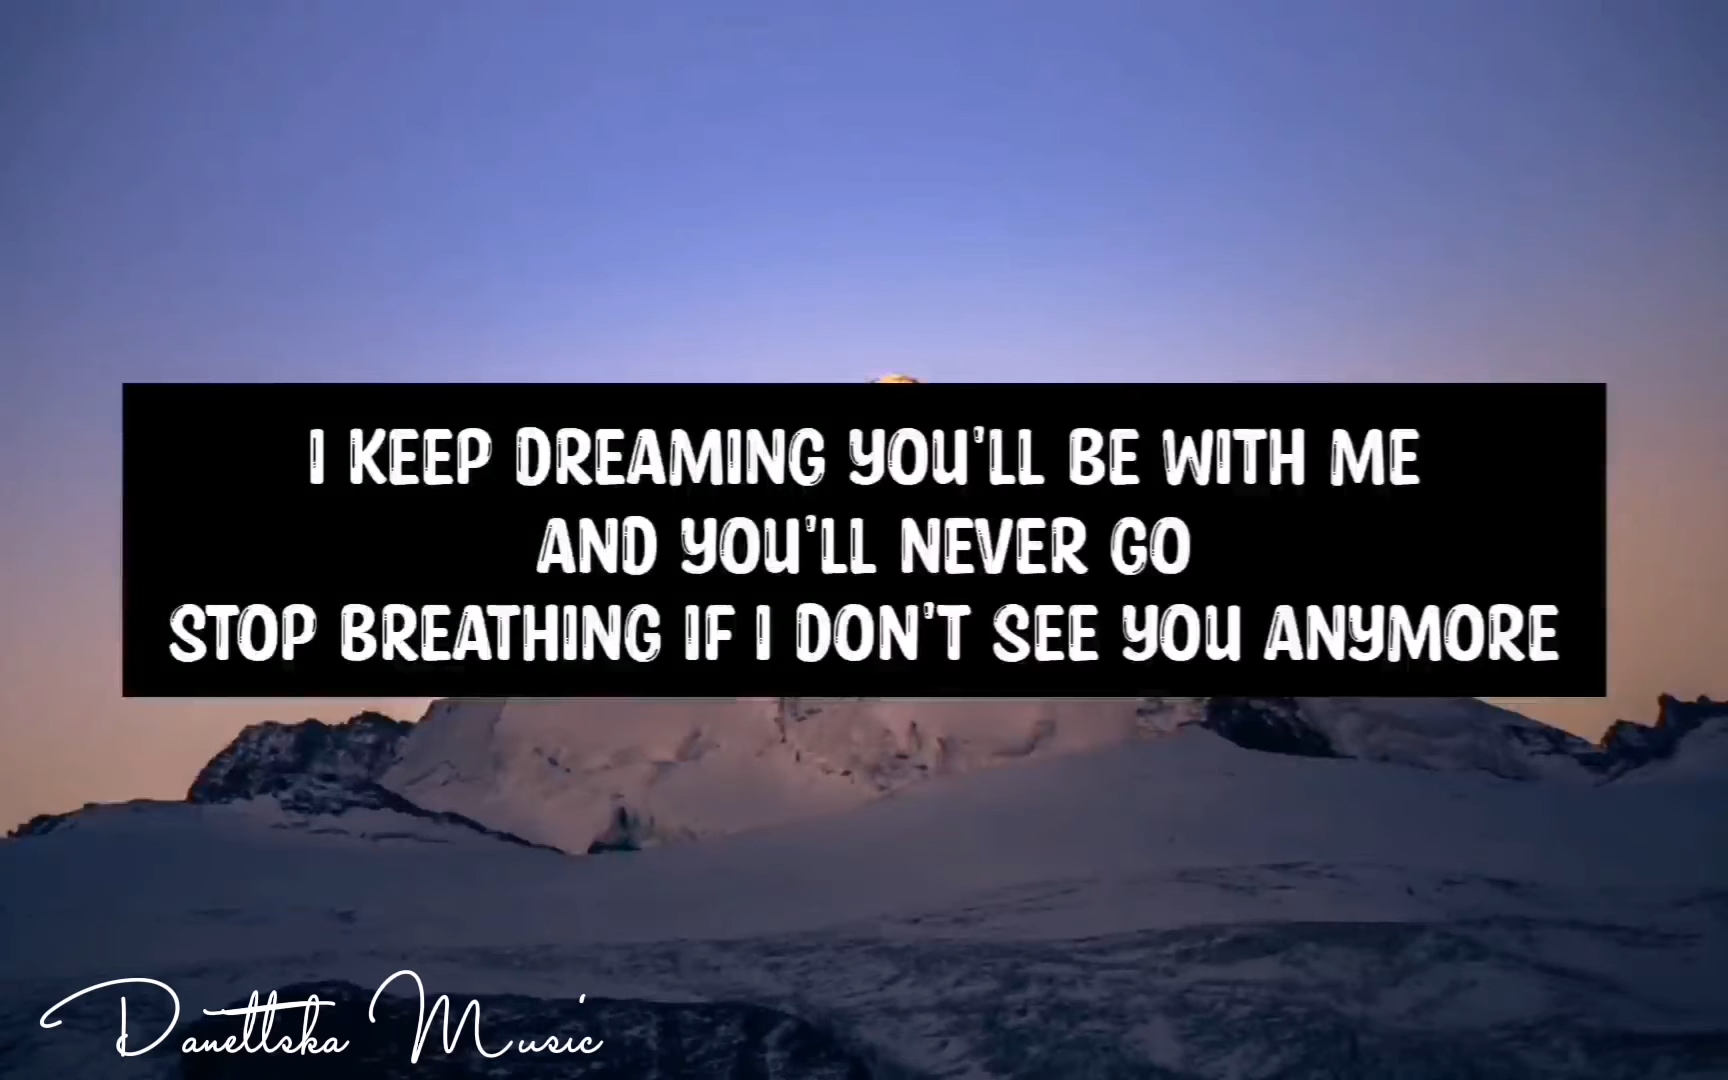 I KEEP DREAMING YOU'LL BE WITH ME
AND YOU'LL NEVER GO
STOP BREATHING IF I DON'T SEE YOU ANYMORE
Danettska Music